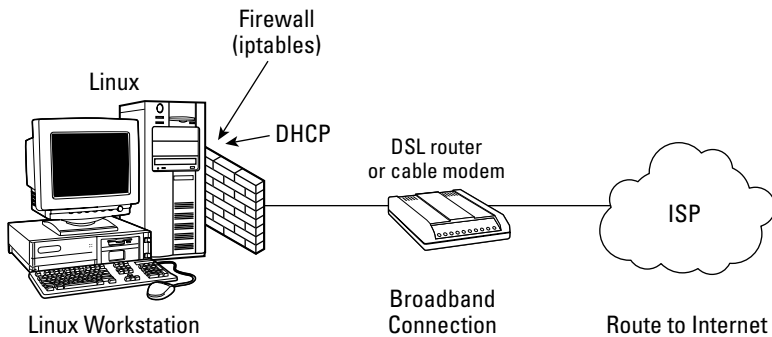 Firewall
(iptables)
Linux
DHCP
DSL router
or cable modem
ISP
Linux Workstation
Broadband
Connection
Route to Internet